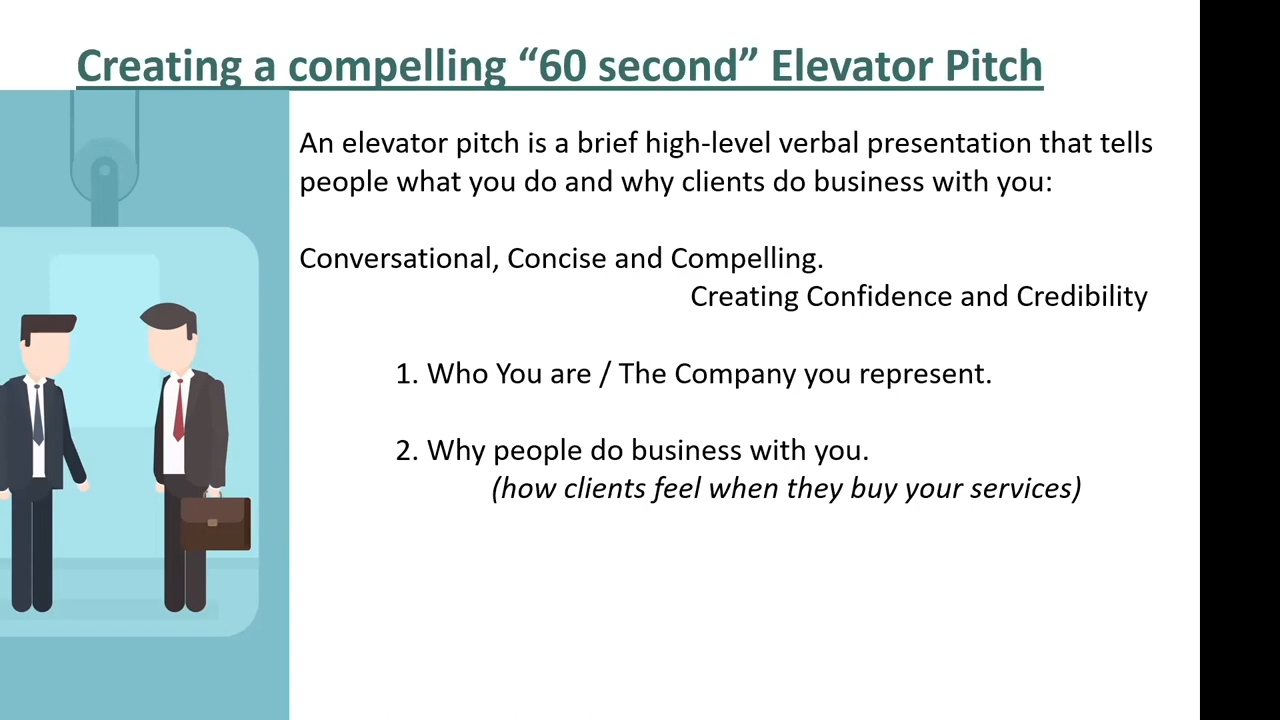 Creating a compelling “60 second” Elevator Pitch
An elevator pitch is a brief high-level verbal presentation that tells
people what you do and why clients do business with you:
Conversational, Concise and Compelling.
Creating Confidence and Credibility
1. Who You are / The Company you represent.
2. Why people do business with you.
(how clients feel when they buy your services)